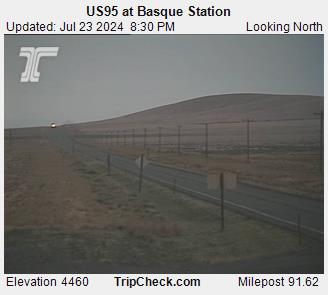 US95 at Basque Station
Updated: Jul 23 2024 8:30 PM Looking North
Elevation 4460 TripCheck.com Milepost 91.62